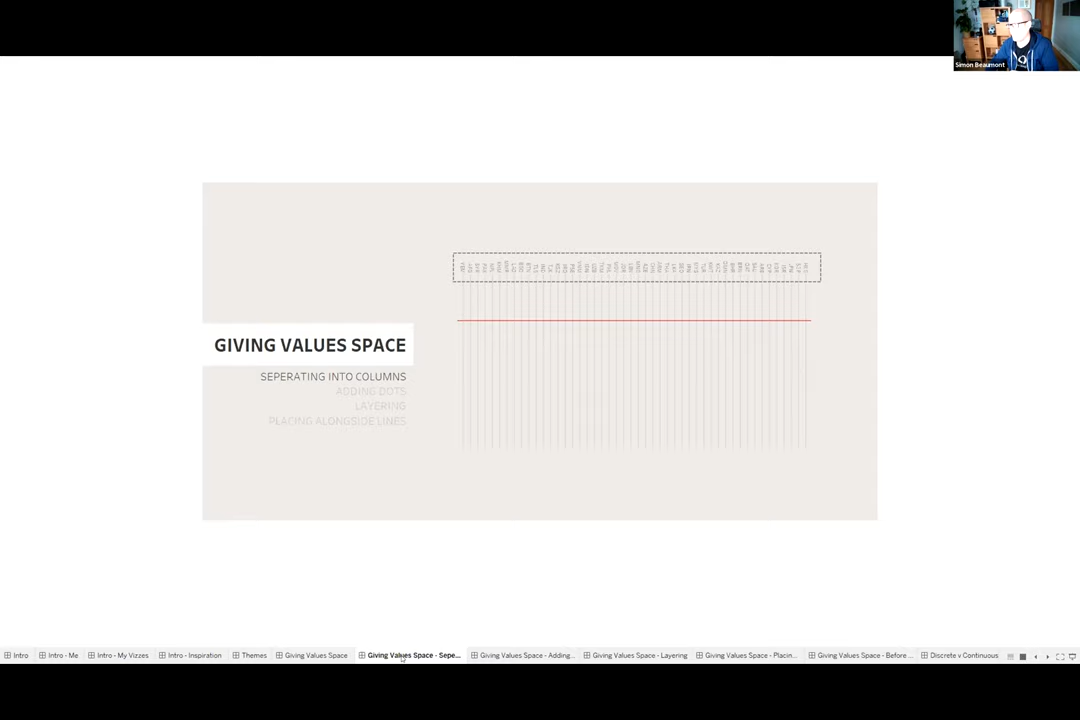 Simon Beaumont
GIVING VALUES SPACE
SEPERATING INTO COLUMNS
ADDING DOTS
LAYERING
PLACING ALONGSIDE LINES
Intro
Intro - Me
Intro - My Vizzes
Intro - Inspiration
Themes
Giving Values Space
Giving Values Space - Sepe...
Giving Values Space - Adding...
Giving Values Space - Layering
Giving Values Space - Placin...
Giving Values Space - Before ...
Discrete v Continuous